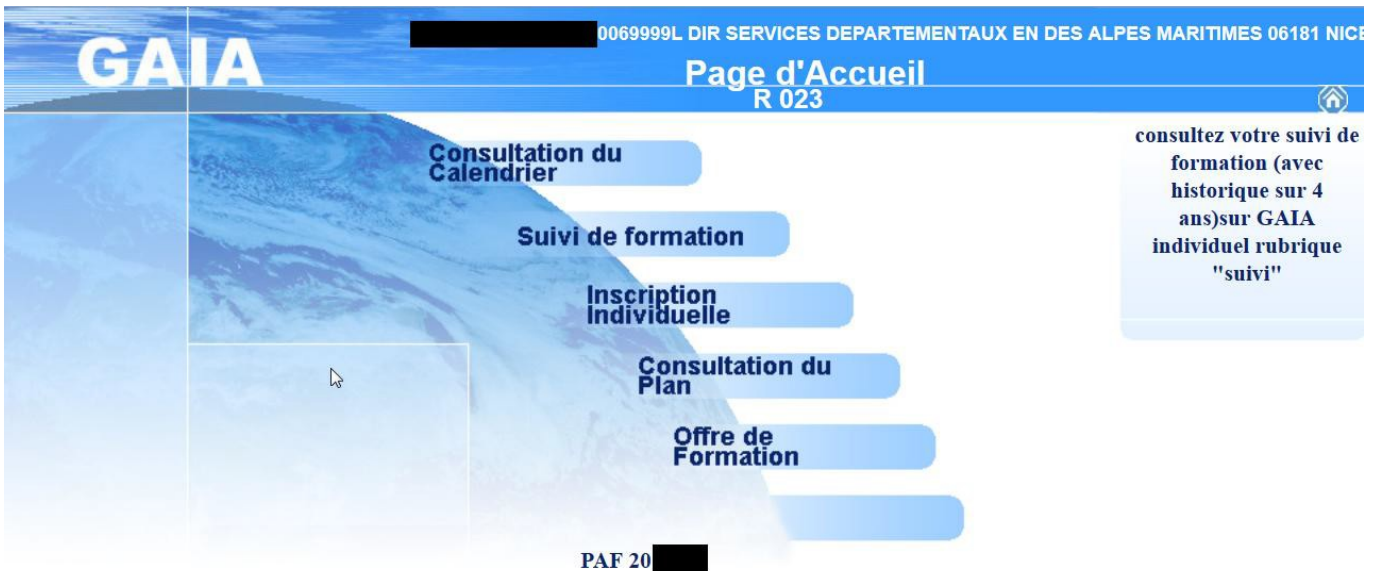 0069999L DIR SERVICES DEPARTEMENTAUX EN DES ALPES MARITIMES 06181 NICE
GAIA
Page d'Accueil
R 023
Consultation du
Calendrier
Suivi de formation
Inscription
Individuelle
Consultation du
Plan
Offre de
Formation
consultez votre suivi de
formation (avec
historique sur 4
ans)sur GAIA
individuel rubrique
"suivi"
PAF 20